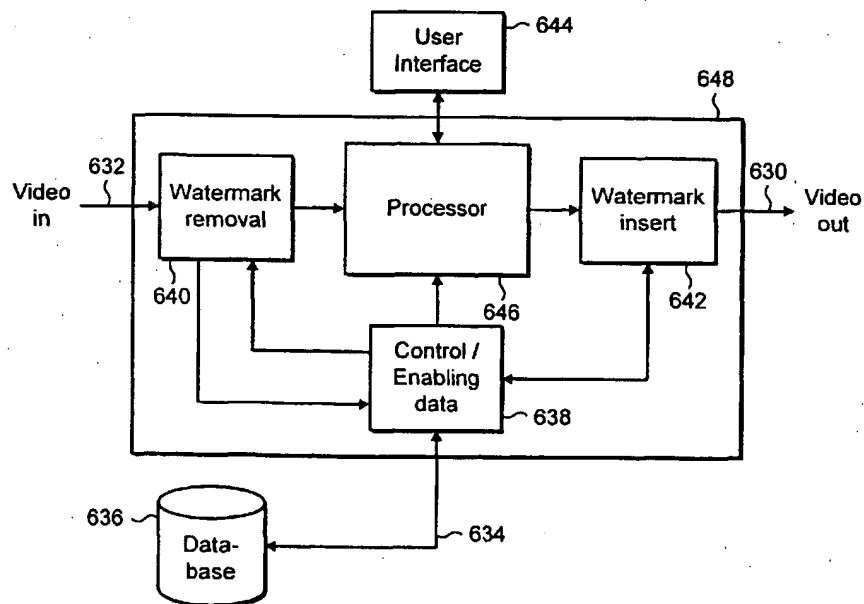 User
Interface
644
648
632
Video
in
Watermark
removal
Processor
Watermark
insert
630
Video
out
640
646
642
Control /
Enabling
data
638
636
Data-
base
634